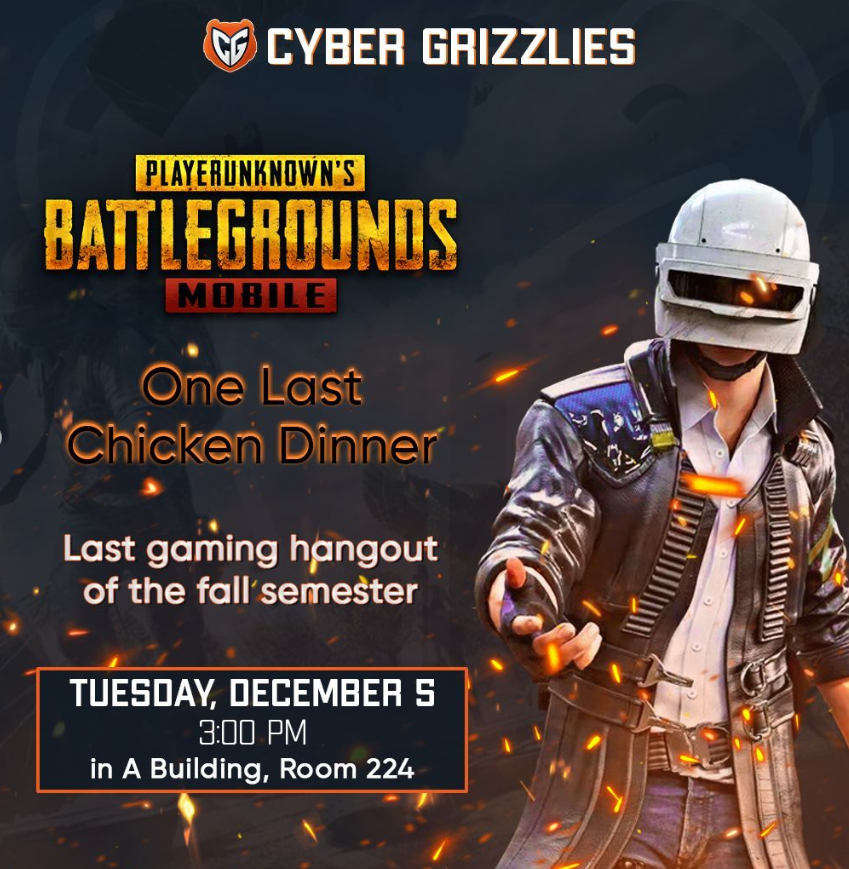 CG CYBER GRIZZLIES
PLAYERUNKNOWN'S
BATTLEGROUNDS
MOBILE
One Last
Chicken Dinner
Last gaming hangout
of the fall semester
TUESDAY, DECEMBER 5
3:00 PM
in A Building, Room 224